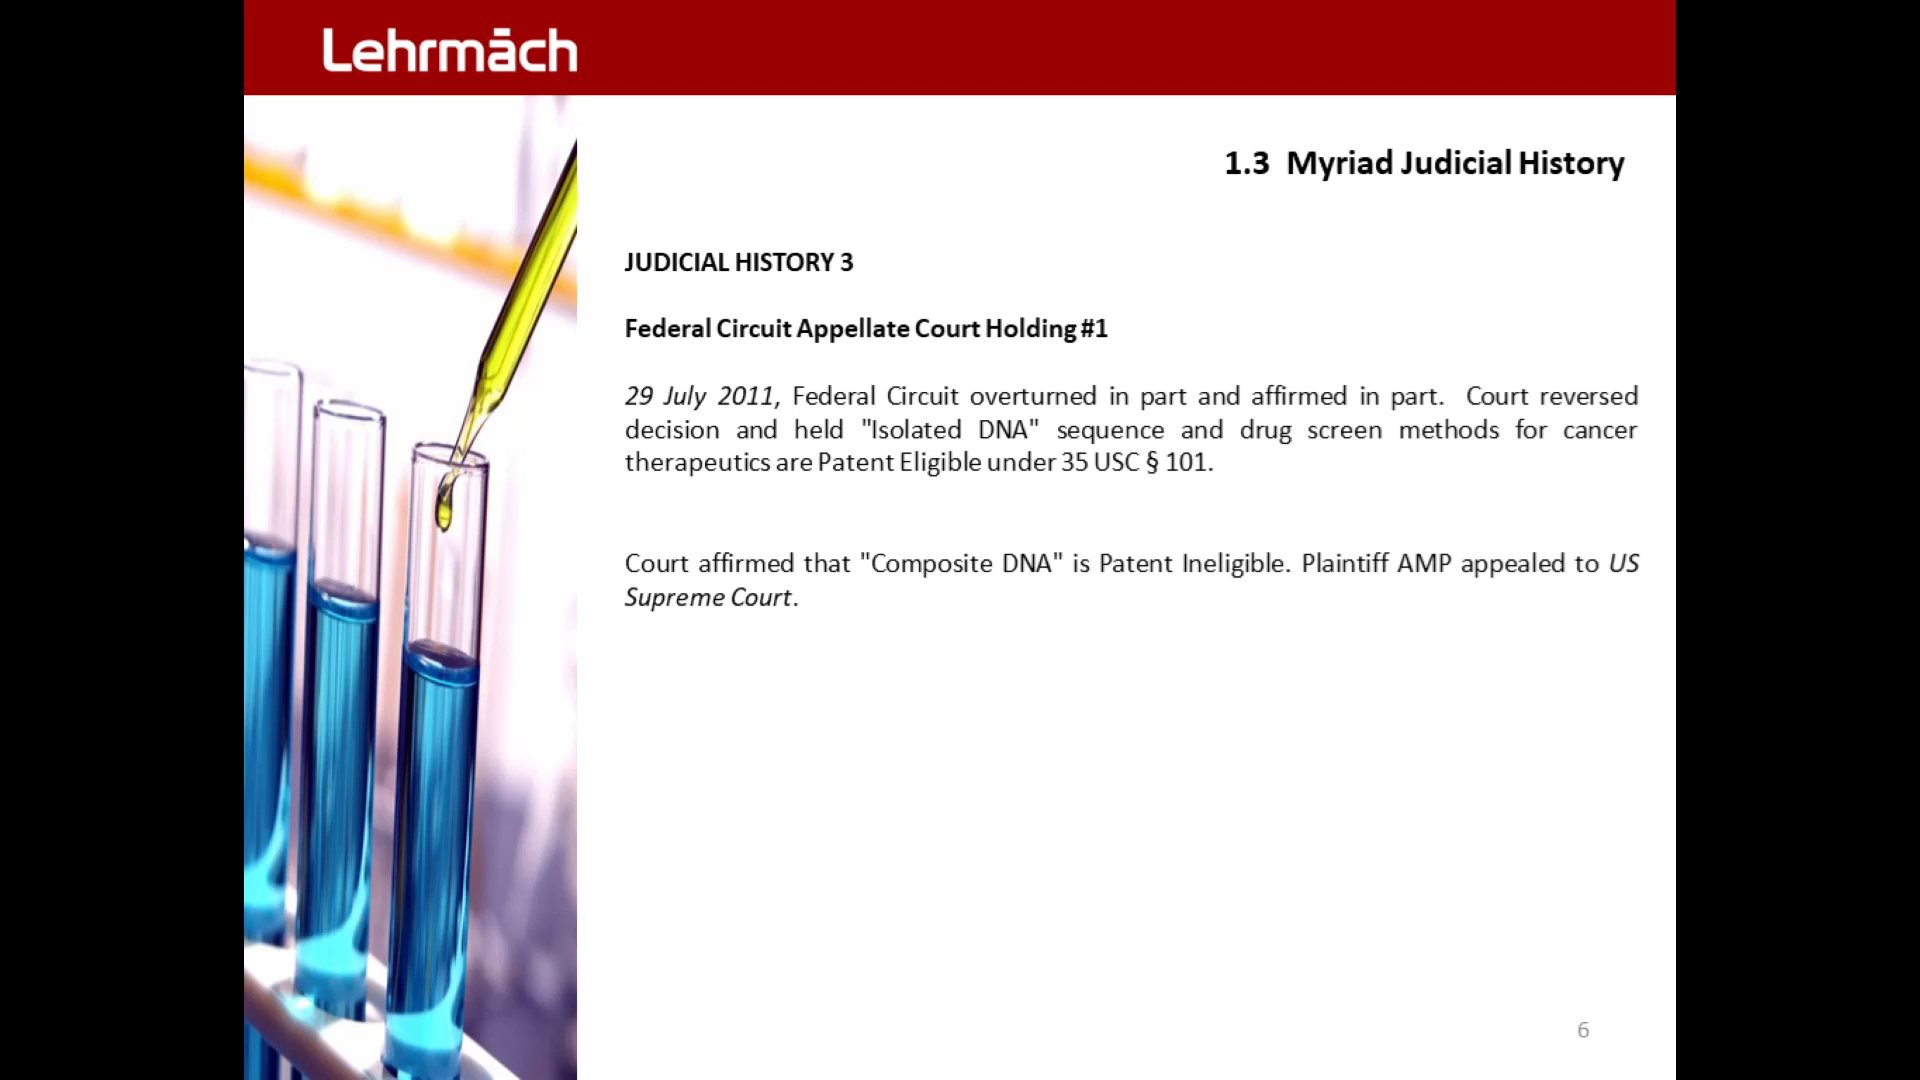 Lehrmāch
1.3 Myriad Judicial History
JUDICIAL HISTORY 3
Federal Circuit Appellate Court Holding #1
29 July 2011, Federal Circuit overturned in part and affirmed in part. Court reversed
decision and held "Isolated DNA" sequence and drug screen methods for cancer
therapeutics are Patent Eligible under 35 USC § 101.
Court affirmed that "Composite DNA" is Patent Ineligible. Plaintiff AMP appealed to US
Supreme Court.
6